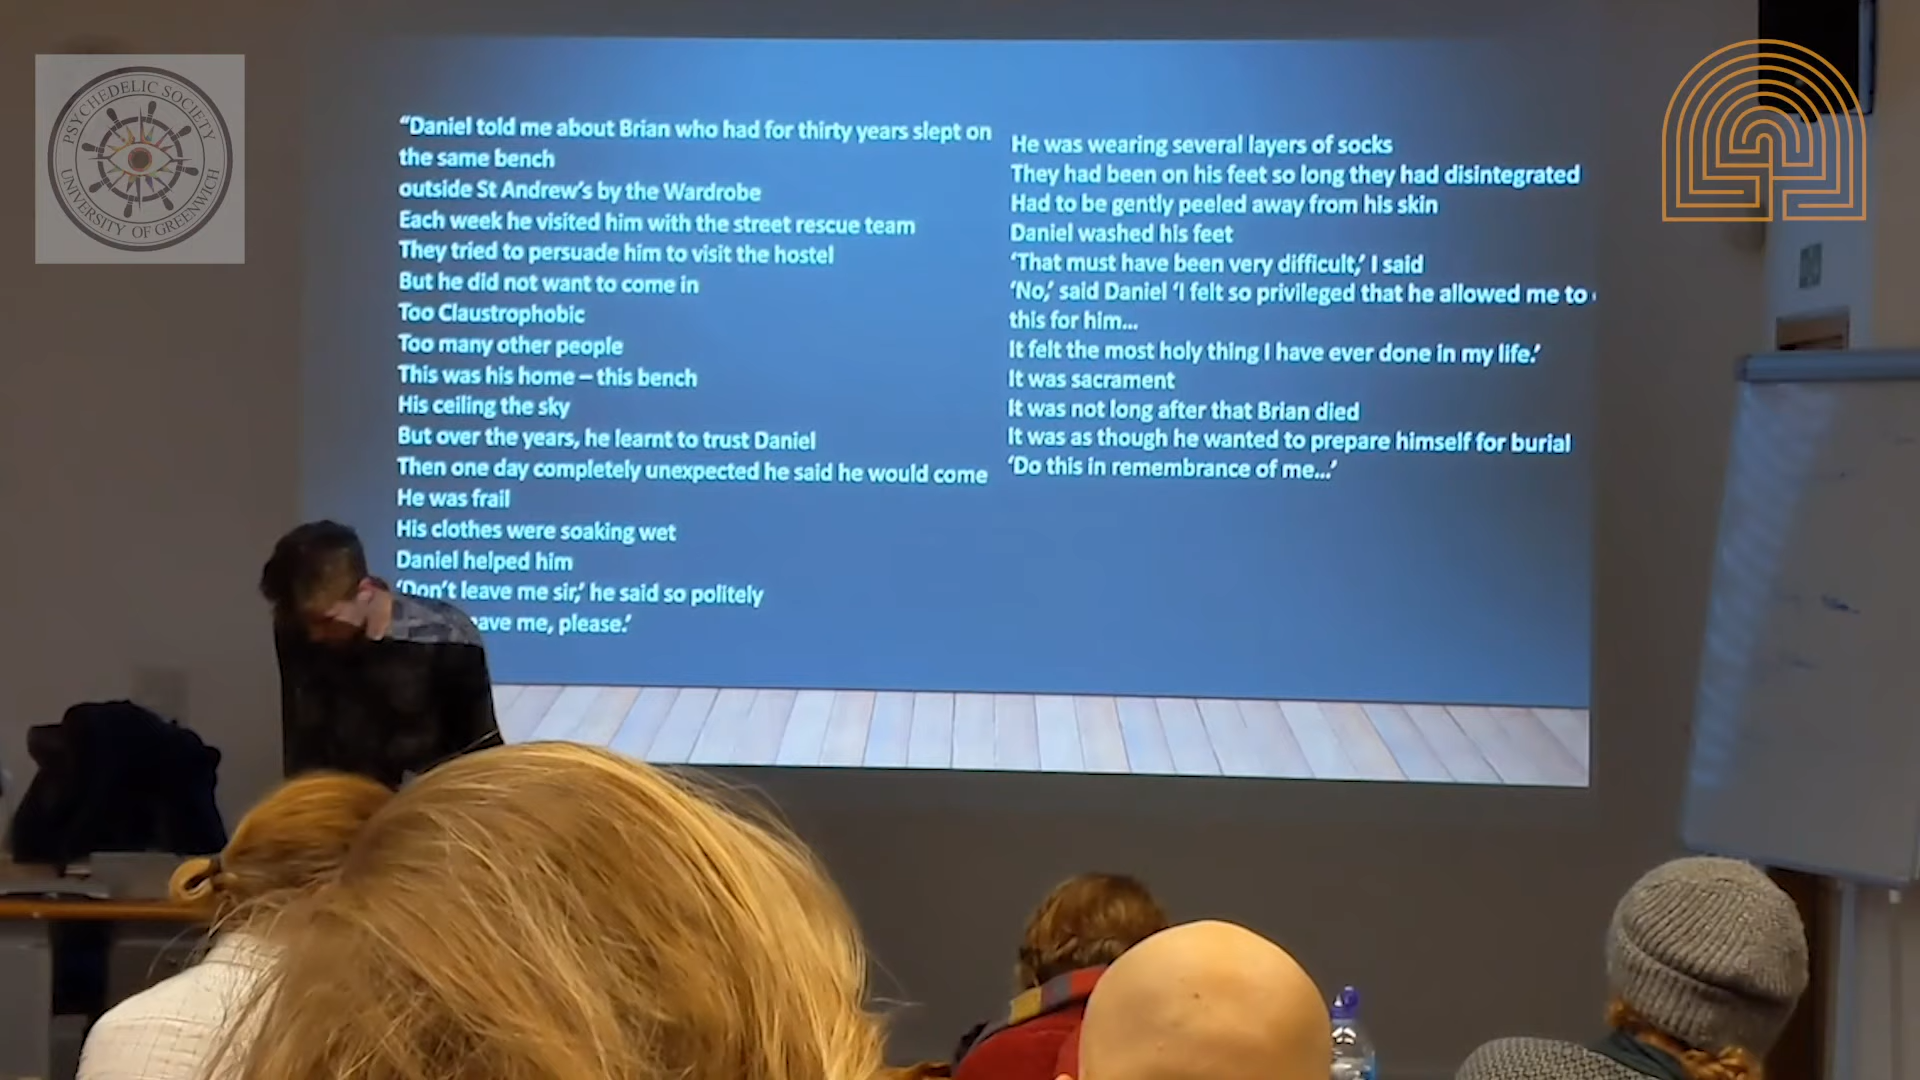 PSYCHEDELIC SOCIETY
UNIVERSITY OF GREENWICH
“Daniel told me about Brian who had for thirty years slept on
the same bench
outside St Andrew’s by the Wardrobe
Each week he visited him with the street rescue team
They tried to persuade him to visit the hostel
But he did not want to come in
Too Claustrophobic
Too many other people
This was his home – this bench
His ceiling the sky
But over the years, he learnt to trust Daniel
Then one day completely unexpected he said he would come
He was frail
His clothes were soaking wet
Daniel helped him
‘Don’t leave me sir,’ he said so politely
me, please.’
He was wearing several layers of socks
They had been on his feet so long they had disintegrated
Had to be gently peeled away from his skin
Daniel washed his feet
‘That must have been very difficult,’ I said
‘No,’ said Daniel ‘I felt so privileged that he allowed me to
this for him...
It felt the most holy thing I have ever done in my life.’
It was sacrament
It was not long after that Brian died
It was as though he wanted to prepare himself for burial
‘Do this in remembrance of me...’